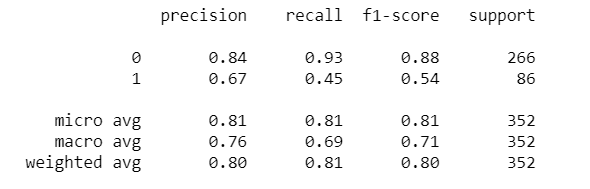 precision recall f1-score support
0 0.84 0.93 0.88 266
1 0.67 0.45 0.54 86
micro avg 0.81 0.81 0.81 352
macro avg 0.76 0.69 0.71 352
weighted avg 0.80 0.81 0.80 352